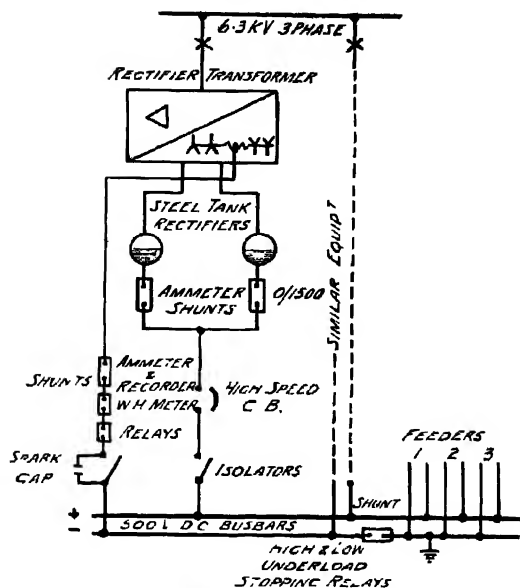 6·3KV 3PHASE
RECTIFIER TRANSFORMER
STEEL TANK
RECTIFIERS
AMMETER
SHUNTS
0/1500
SIMILAR EQUIPT
SHUNTS
AMMETER
&
RECORDER
W.H METER
RELAYS
HIGH SPEED
C.B.
SPARK
GAP
ISOLATORS
FEEDERS
1 2 3
SHUNT
+
500V DC BUSBARS
-
HIGH & LOW
UNDERLOAD
STOPPING RELAYS